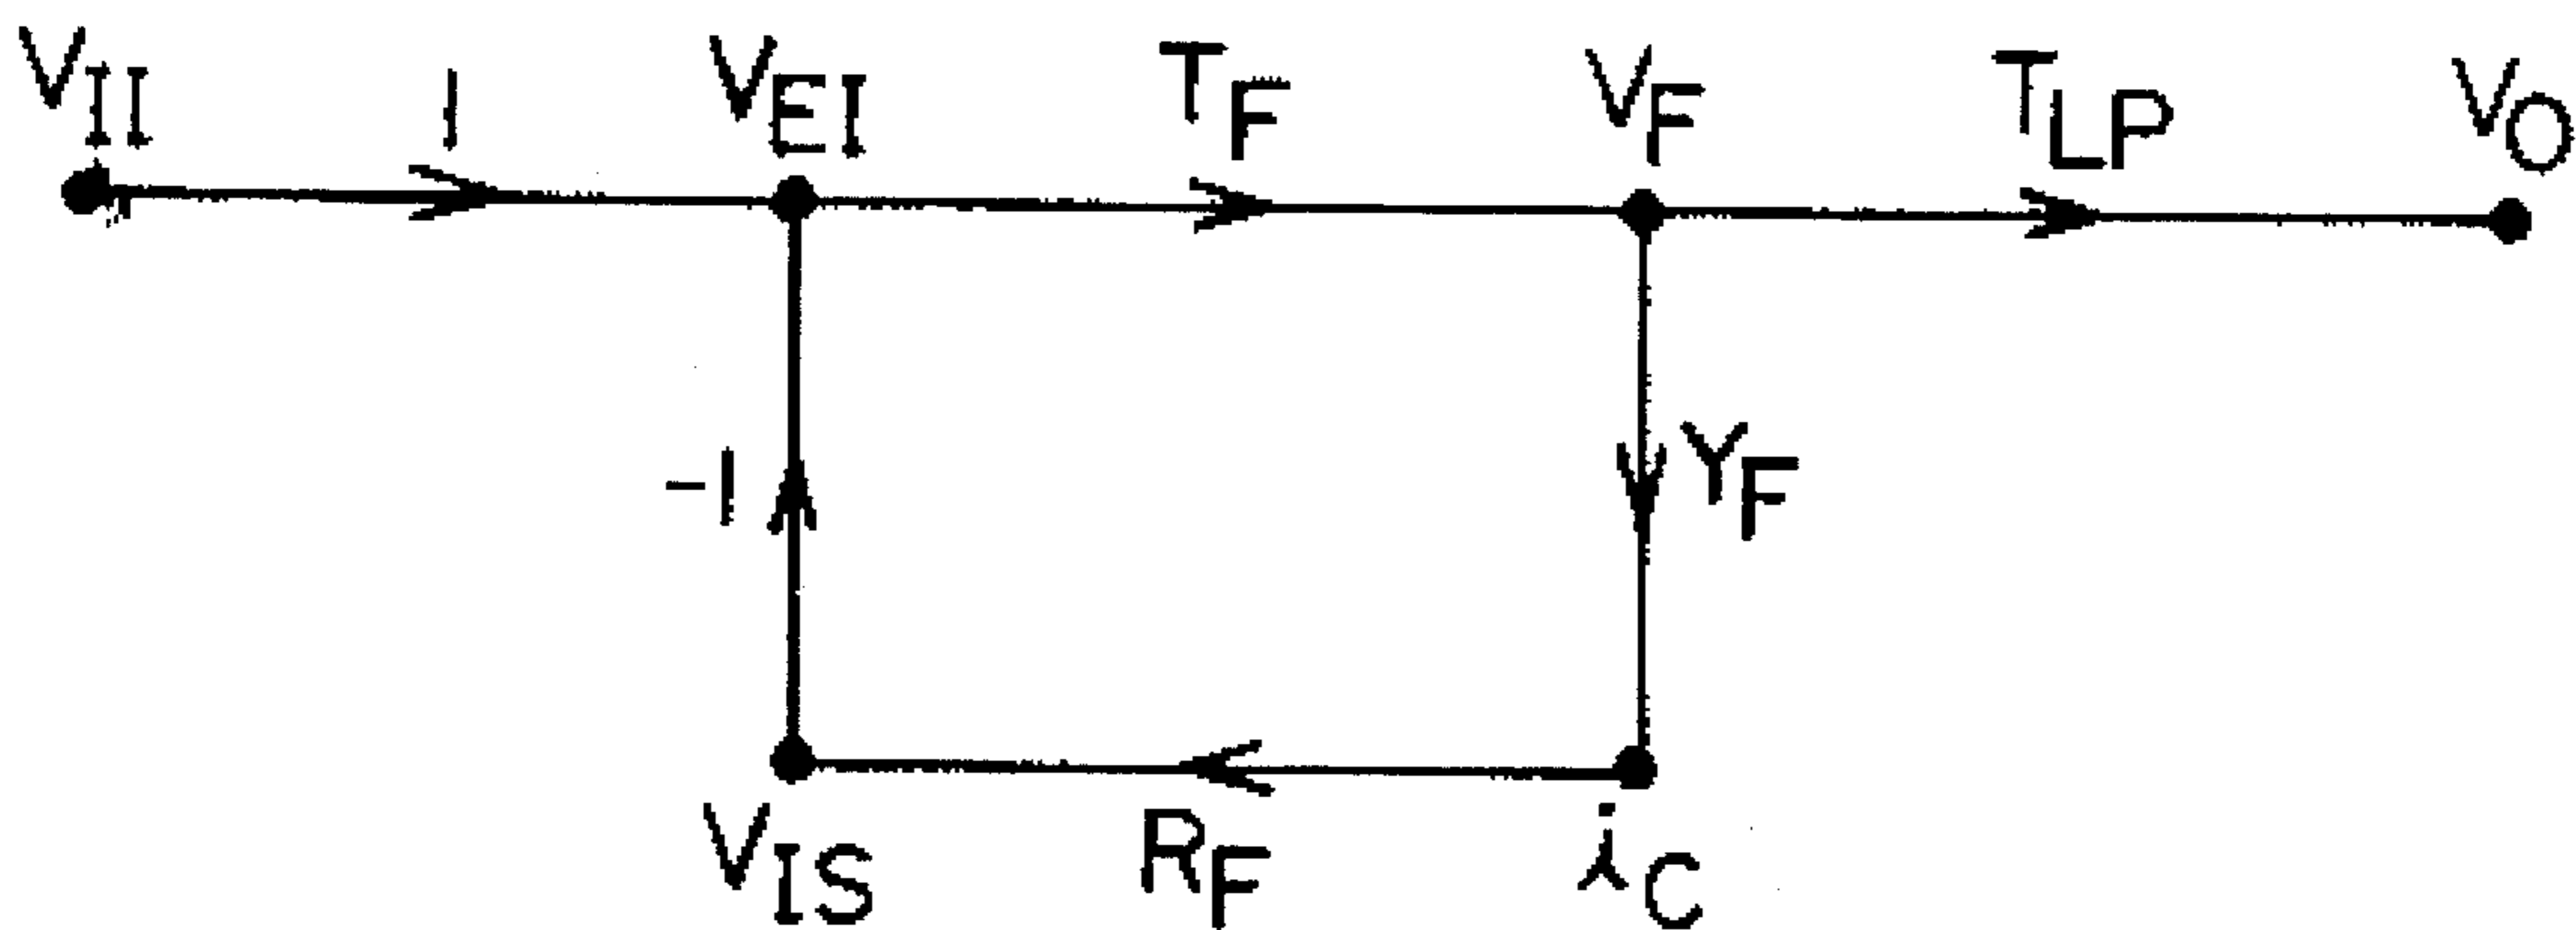 V_II 1 V_EI T_F V_F T_LP V_O
-1 Y_F
V_IS R_F i_C